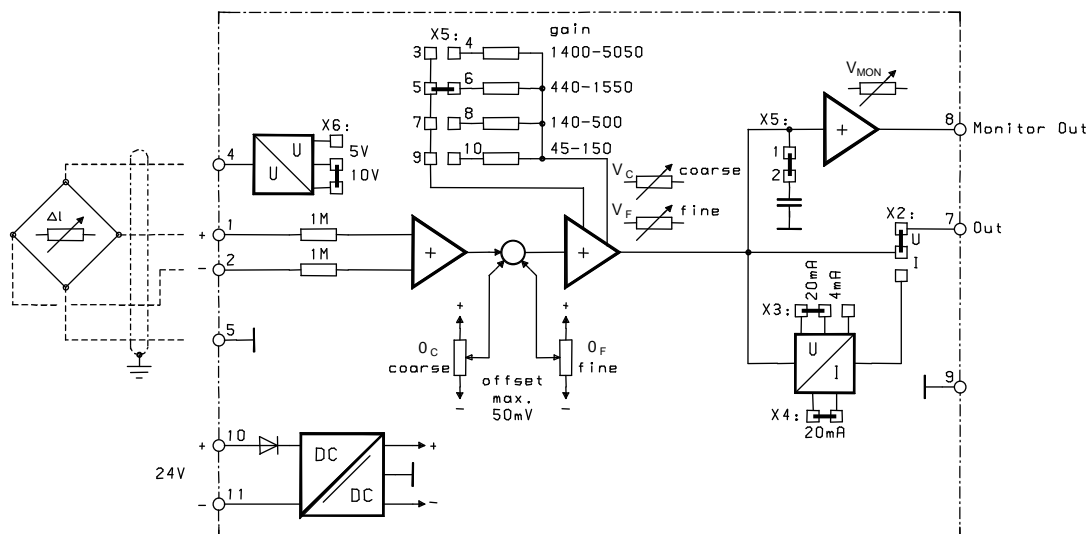 X5:
gain
3
4
1400-5050
5
6
440-1550
7
8
140-500
9
10
45-150
V_MON
X5:
1
2
+
8
Monitor Out
X6:
U
U
5V
10V
4
V_C
coarse
V_F
fine
ΔI
+
1
1M
-
2
1M
+
+
X2:
7
Out
U
I
20mA
4mA
X3:
U
I
X4:
20mA
9
5
+
+
O_C
coarse
O_F
fine
-
-
offset
max.
50mV
24V
+
10
-
11
DC
DC
+
-